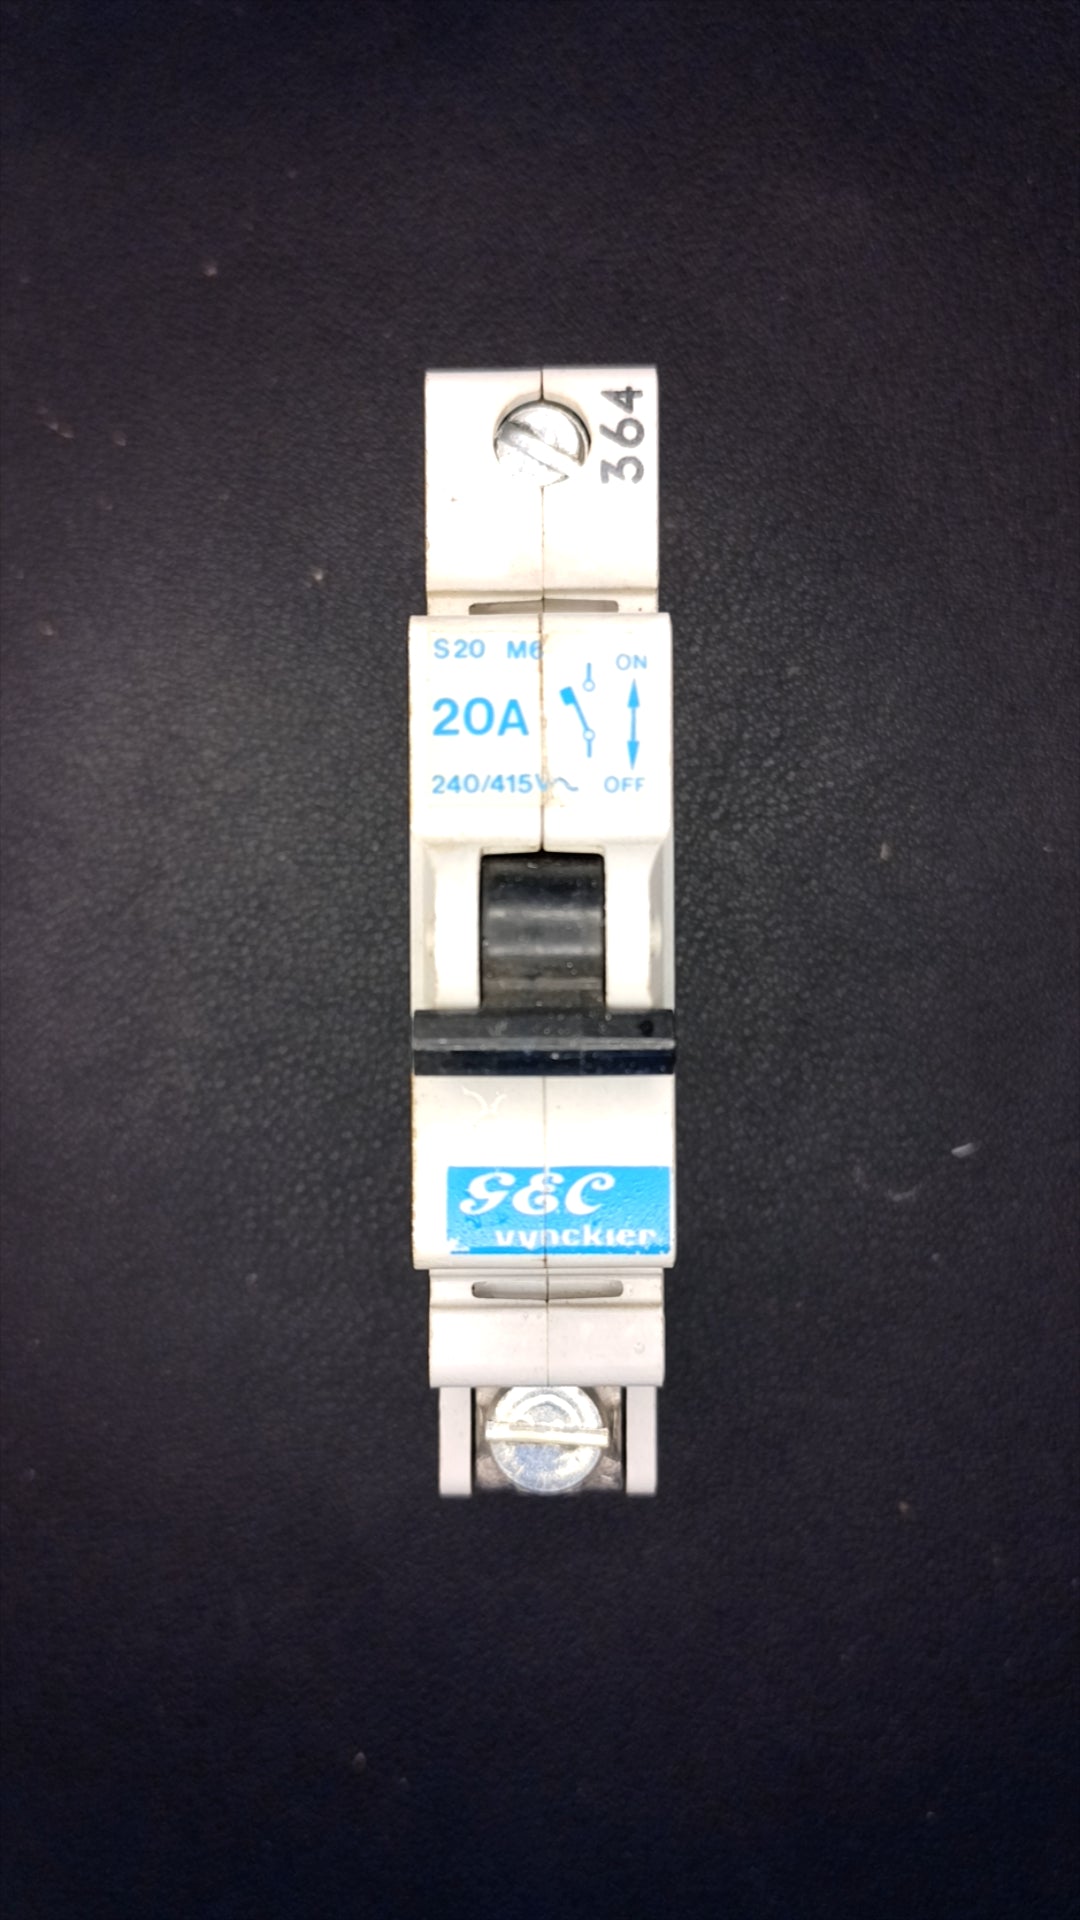 364
S20 M6
20A
240/415V~
ON
OFF
GEC
vynckier